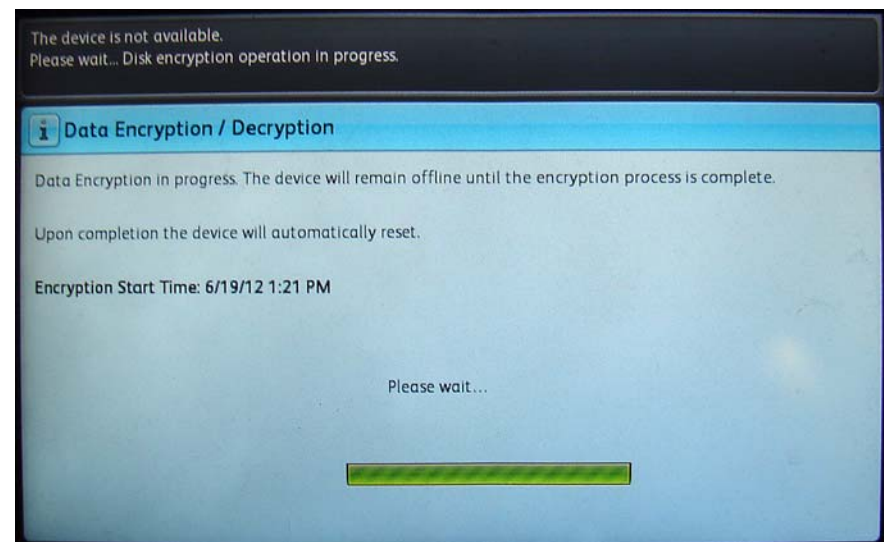 The device is not available.
Please wait... Disk encryption operation in progress.
i Data Encryption / Decryption
Data Encryption in progress. The device will remain offline until the encryption process is complete.
Upon completion the device will automatically reset.
Encryption Start Time: 6/19/12 1:21 PM
Please wait...